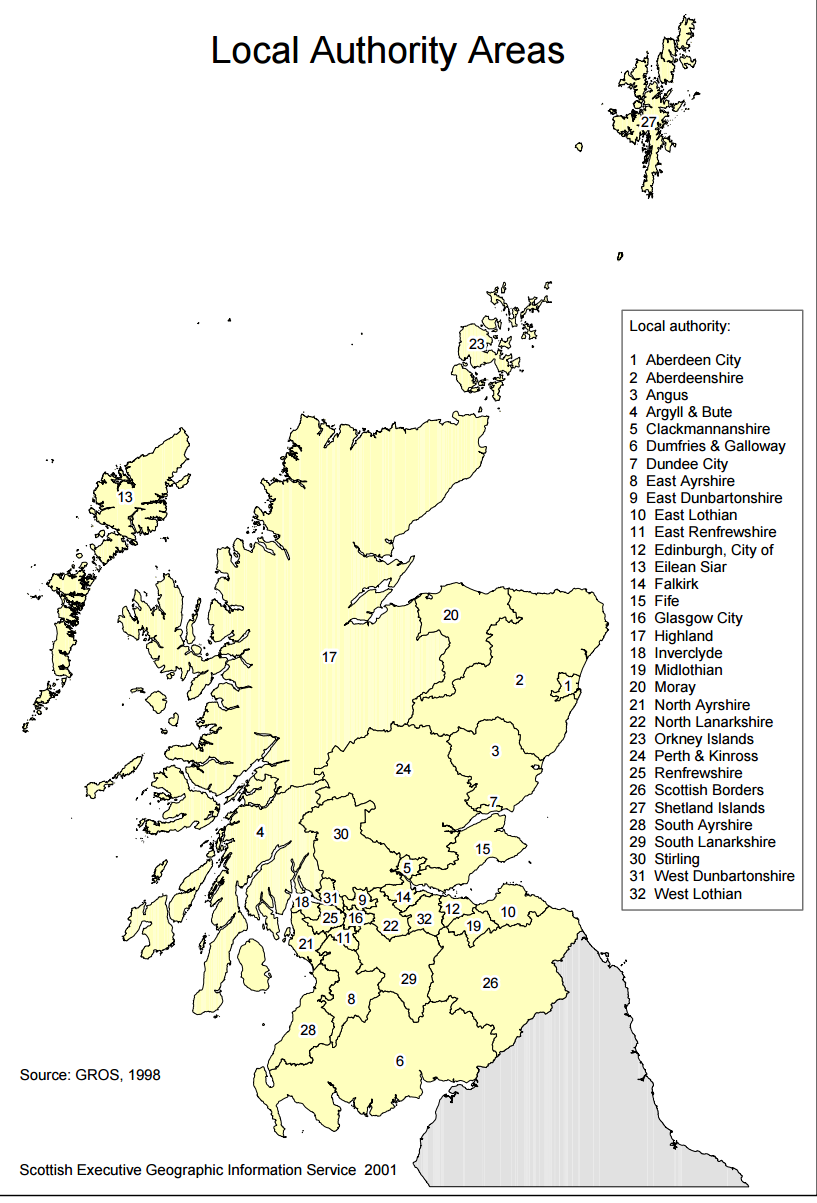 Local Authority Areas
27
23
Local authority:
1 Aberdeen City
2 Aberdeenshire
3 Angus
4 Argyll & Bute
5 Clackmannanshire
6 Dumfries & Galloway
7 Dundee City
8 East Ayrshire
9 East Dunbartonshire
10 East Lothian
11 East Renfrewshire
12 Edinburgh, City of
13 Eilean Siar
14 Falkirk
15 Fife
16 Glasgow City
17 Highland
18 Inverclyde
19 Midlothian
20 Moray
21 North Ayrshire
22 North Lanarkshire
23 Orkney Islands
24 Perth & Kinross
25 Renfrewshire
26 Scottish Borders
27 Shetland Islands
28 South Ayrshire
29 South Lanarkshire
30 Stirling
31 West Dunbartonshire
32 West Lothian
13
20
17
2
1
3
24
7
4
30
15
5
18
31
9
14
12
10
25
16
22
32
19
21
11
29
26
8
28
6
Source: GROS, 1998
Scottish Executive Geographic Information Service 2001